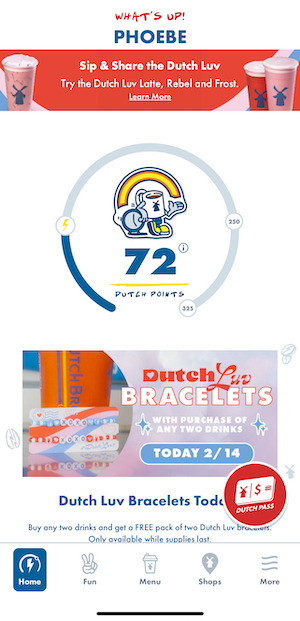 WHAT'S UP!
PHOEBE
Sip & Share the Dutch Luv
Try the Dutch Luv Latte, Rebel and Frost.
Learn More
250
72
i
DUTCH POINTS
325
DUTCH BR
Dutch Luv
BRACELETS
WITH PURCHASE OF
ANY TWO DRINKS
TODAY 2/14
$
DUTCH PASS
Dutch Luv Bracelets Toda
Buy any two drinks and get a FREE pack of two Dutch Luv bracelets.
Only available while supplies last.
Home
Fun
Menu
Shops
More